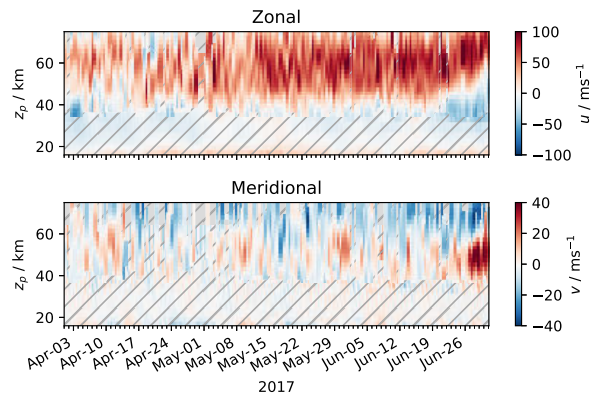 Zonal
z_p / km
60
40
20
100
50
0
−50
−100
u / ms⁻¹
Meridional
z_p / km
60
40
20
40
20
0
−20
−40
v / ms⁻¹
Apr-03
Apr-10
Apr-17
Apr-24
May-01
May-08
May-15
May-22
May-29
Jun-05
Jun-12
Jun-19
Jun-26
2017